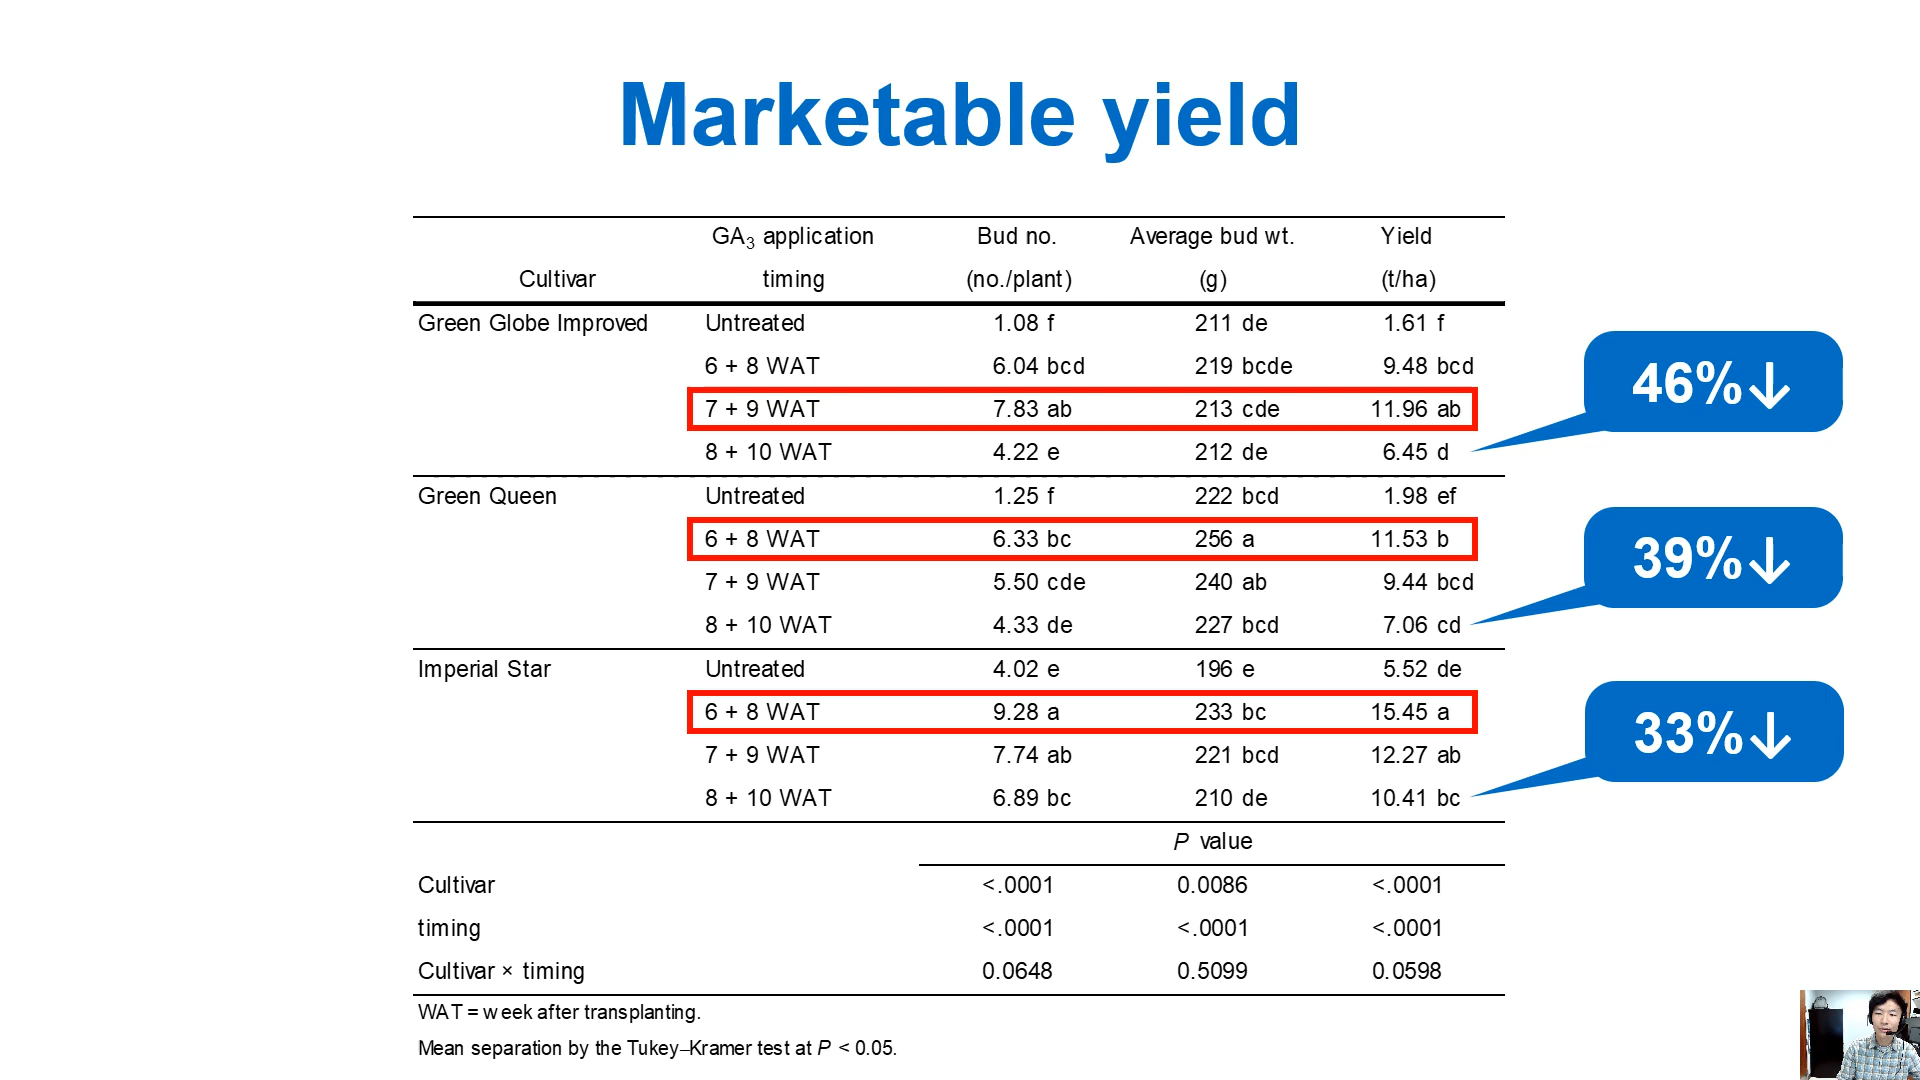 Marketable yield
GA3 application Bud no. Average bud wt. Yield
Cultivar timing (no./plant) (g) (t/ha)
Green Globe Improved Untreated 1.08 f 211 de 1.61 f
6 + 8 WAT 6.04 bcd 219 bcde 9.48 bcd
7 + 9 WAT 7.83 ab 213 cde 11.96 ab
8 + 10 WAT 4.22 e 212 de 6.45 d
46%↓
Green Queen Untreated 1.25 f 222 bcd 1.98 ef
6 + 8 WAT 6.33 bc 256 a 11.53 b
7 + 9 WAT 5.50 cde 240 ab 9.44 bcd
8 + 10 WAT 4.33 de 227 bcd 7.06 cd
39%↓
Imperial Star Untreated 4.02 e 196 e 5.52 de
6 + 8 WAT 9.28 a 233 bc 15.45 a
7 + 9 WAT 7.74 ab 221 bcd 12.27 ab
8 + 10 WAT 6.89 bc 210 de 10.41 bc
33%↓
P value
Cultivar <.0001 0.0086 <.0001
timing <.0001 <.0001 <.0001
Cultivar × timing 0.0648 0.5099 0.0598
WAT = week after transplanting.
Mean separation by the Tukey–Kramer test at P < 0.05.